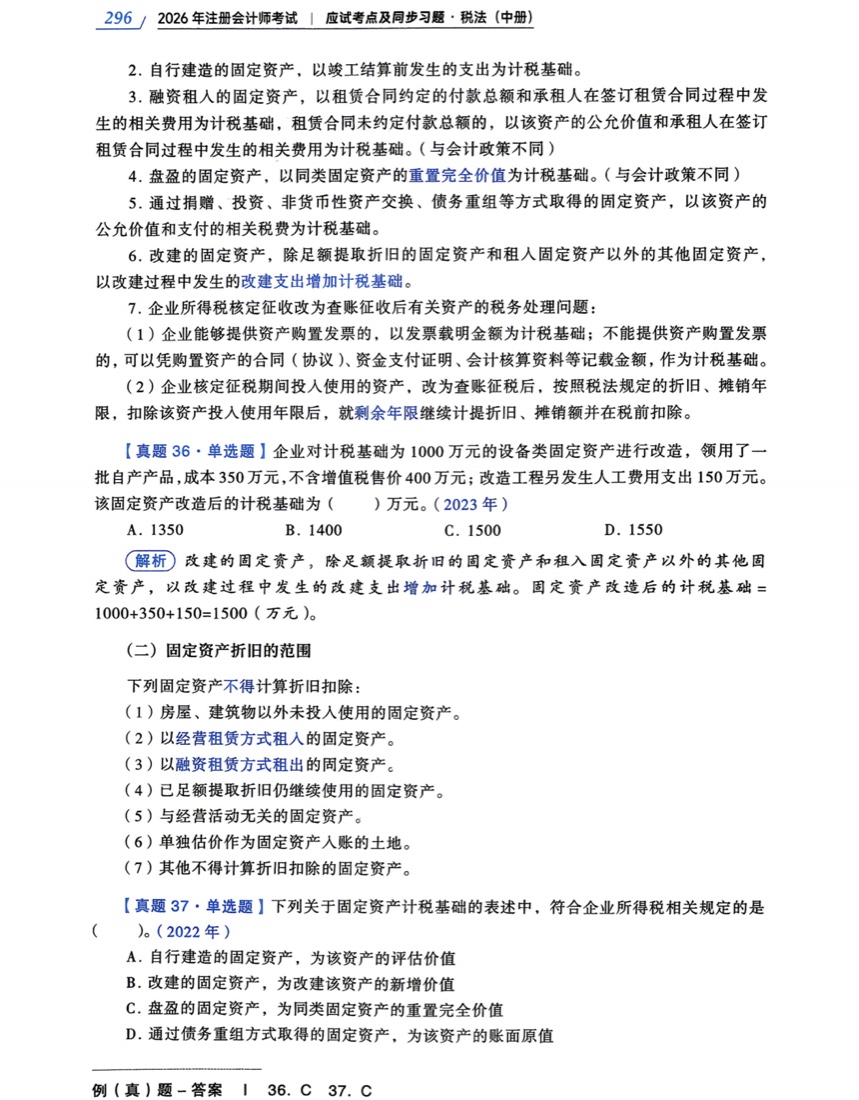 296 2026年注册会计师考试 | 应试考点及同步习题·税法（中册）
2. 自行建造的固定资产，以竣工结算前发生的支出为计税基础。
3. 融资租入的固定资产，以租赁合同约定的付款总额和承租人在签订租赁合同过程中发
生的相关费用为计税基础，租赁合同未约定付款总额的，以该资产的公允价值和承租人在签订
租赁合同过程中发生的相关费用为计税基础。（与会计政策不同）
4. 盘盈的固定资产，以同类固定资产的重置完全价值为计税基础。（与会计政策不同）
5. 通过捐赠、投资、非货币性资产交换、债务重组等方式取得的固定资产，以该资产的
公允价值和支付的相关税费为计税基础。
6. 改建的固定资产，除足额提取折旧的固定资产和租入固定资产以外的其他固定资产，
以改建过程中发生的改建支出增加计税基础。
7. 企业所得税核定征收改为查账征收后有关资产的税务处理问题：
（1）企业能够提供资产购置发票的，以发票载明金额为计税基础；不能提供资产购置发票
的，可以凭购置资产的合同（协议）、资金支付证明、会计核算资料等记载金额，作为计税基础。
（2）企业核定征税期间投入使用的资产，改为查账征税后，按照税法规定的折旧、摊销年
限，扣除该资产投入使用年限后，就剩余年限继续计提折旧、摊销额并在税前扣除。
【真题36·单选题】企业对计税基础为1000万元的设备类固定资产进行改造，领用了一
批自产产品，成本350万元，不含增值税售价400万元；改造工程另发生人工费用支出150万元。
该固定资产改造后的计税基础为（ ）万元。（2023年）
A. 1350 B. 1400 C. 1500 D. 1550
解析 改建的固定资产，除足额提取折旧的固定资产和租入固定资产以外的其他固
定资产，以改建过程中发生的改建支出增加计税基础。固定资产改造后的计税基础=
1000+350+150=1500（万元）。
（二）固定资产折旧的范围
下列固定资产不得计算折旧扣除：
（1）房屋、建筑物以外未投入使用的固定资产。
（2）以经营租赁方式租入的固定资产。
（3）以融资租赁方式租出的固定资产。
（4）已足额提取折旧仍继续使用的固定资产。
（5）与经营活动无关的固定资产。
（6）单独估价作为固定资产入账的土地。
（7）其他不得计算折旧扣除的固定资产。
【真题37·单选题】下列关于固定资产计税基础的表述中，符合企业所得税相关规定的是
（ ）。（2022年）
A. 自行建造的固定资产，为该资产的评估价值
B. 改建的固定资产，为改建该资产的新增价值
C. 盘盈的固定资产，为同类固定资产的重置完全价值
D. 通过债务重组方式取得的固定资产，为该资产的账面原值
例（真）题－答案 | 36. C 37. C